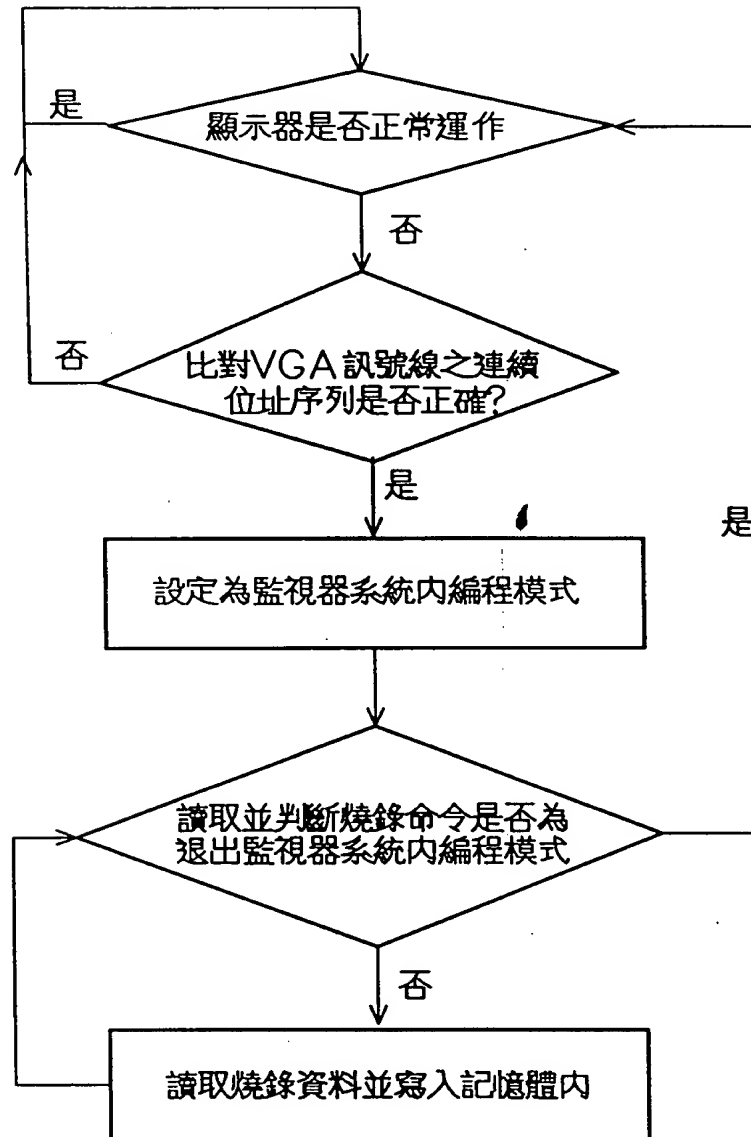 是
顯示器是否正常運作
否
否
比對VGA訊號線之連續
位址序列是否正確?
是
是
設定為監視器系統內編程模式
讀取並判斷燒錄命令是否為
退出監視器系統內編程模式
否
讀取燒錄資料並寫入記憶體內